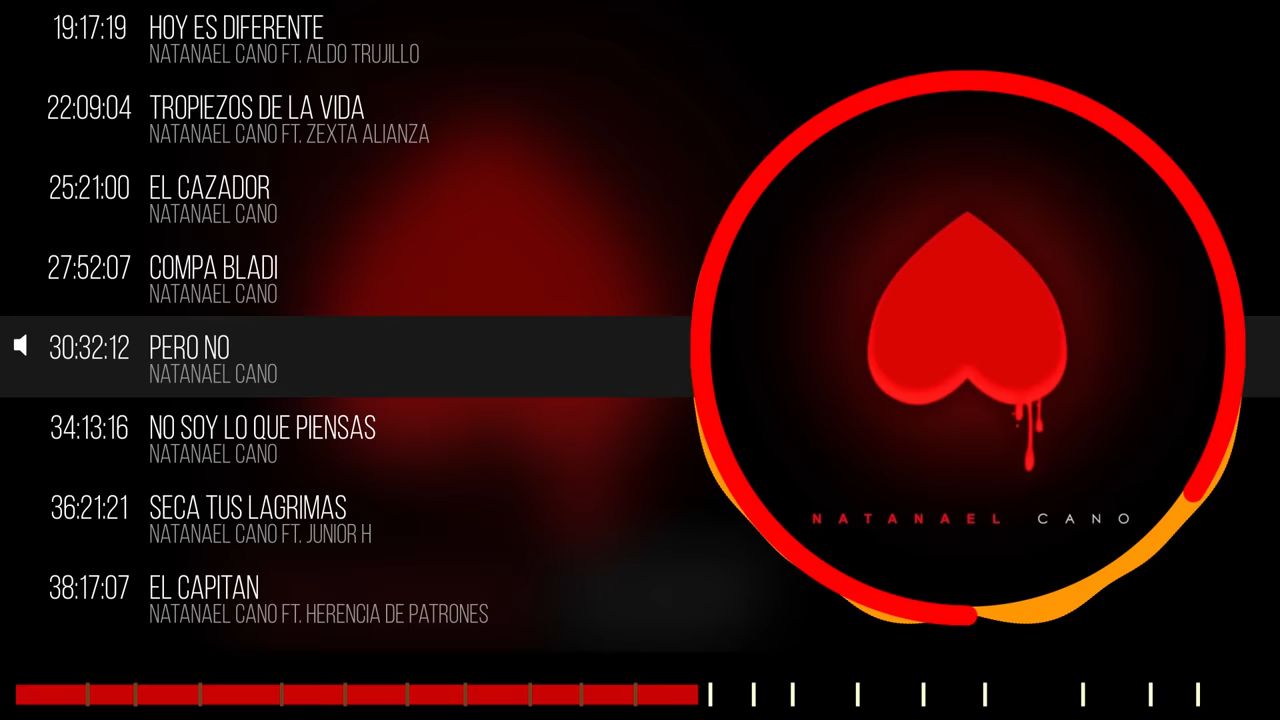 19:17:19 HOY ES DIFERENTE
NATANAEL CANO FT. ALDO TRUJILLO
22:09:04 TROPIEZOS DE LA VIDA
NATANAEL CANO FT. ZEXTA ALIANZA
25:21:00 EL CAZADOR
NATANAEL CANO
27:52:07 COMPA BLADI
NATANAEL CANO
30:32:12 PERO NO
NATANAEL CANO
34:13:16 NO SOY LO QUE PIENSAS
NATANAEL CANO
36:21:21 SECA TUS LAGRIMAS
NATANAEL CANO FT. JUNIOR H
38:17:07 EL CAPITAN
NATANAEL CANO FT. HERENCIA DE PATRONES
NATANAEL CANO